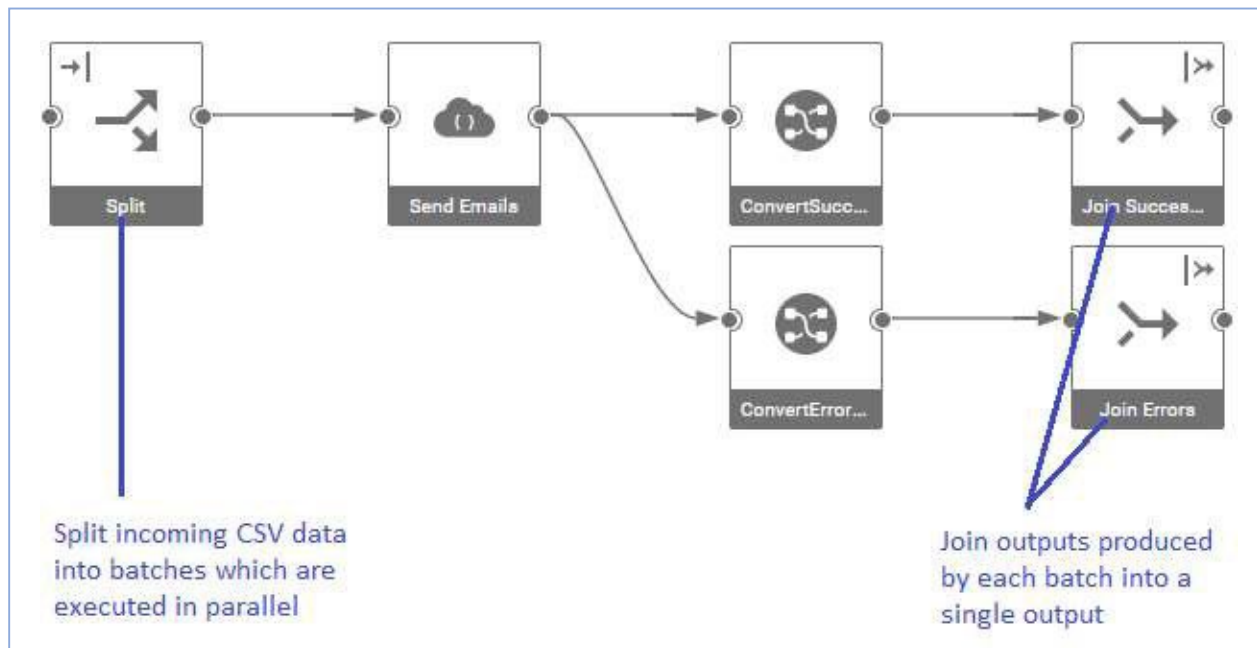 Split
Send Emails
ConvertSucc...
Join Succes...
ConvertError...
Join Errors
Split incoming CSV data
into batches which are
executed in parallel
Join outputs produced
by each batch into a
single output